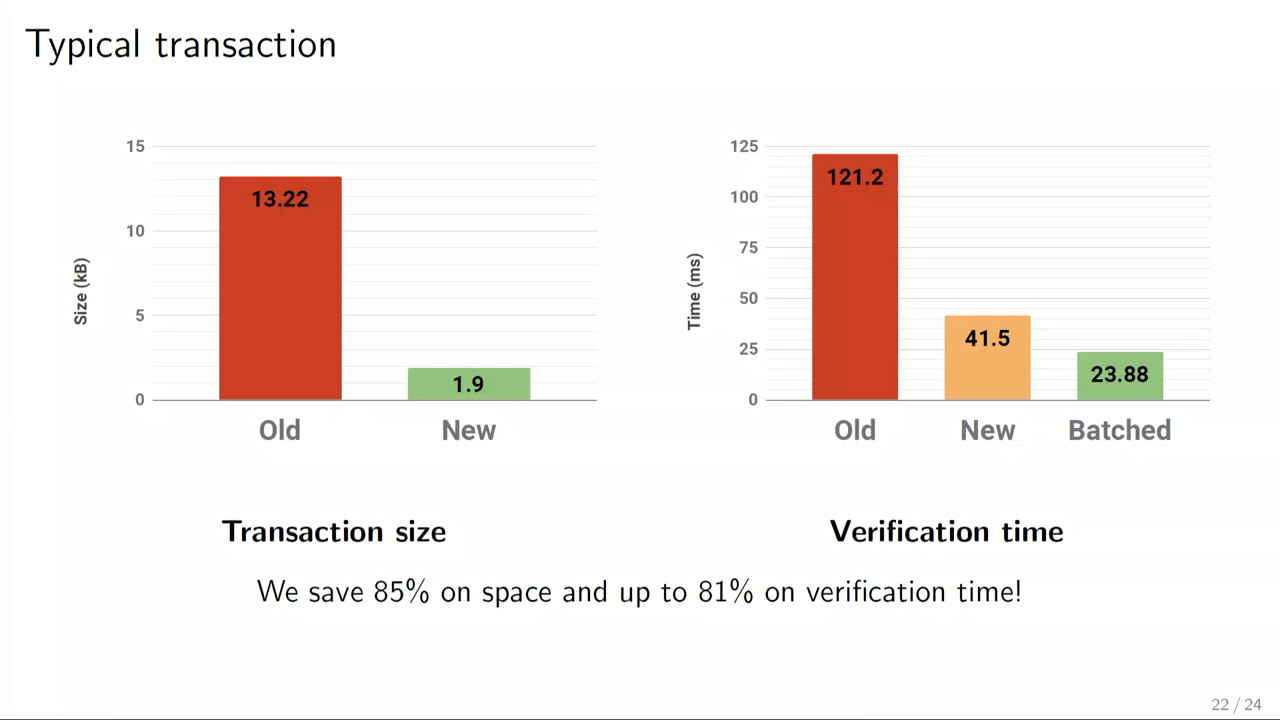 Typical transaction
15
10
5
0
Size (kB)
13.22
1.9
Old New
125
100
75
50
25
0
Time (ms)
121.2
41.5
23.88
Old New Batched
Transaction size
Verification time
We save 85% on space and up to 81% on verification time!
22 / 24